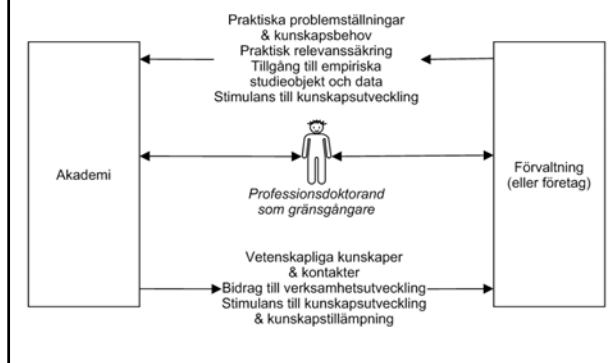 Praktiska problemställningar
& kunskapsbehov
Praktisk relevanssäkring
Tillgång till empiriska
studieobjekt och data
Stimulans till kunskapsutveckling
Akademi
Professionsdoktorand
som gränsgångare
Förvaltning
(eller företag)
Vetenskapliga kunskaper
& kontakter
Bidrag till verksamhetsutveckling
Stimulans till kunskapsutveckling
& kunskapstillämpning